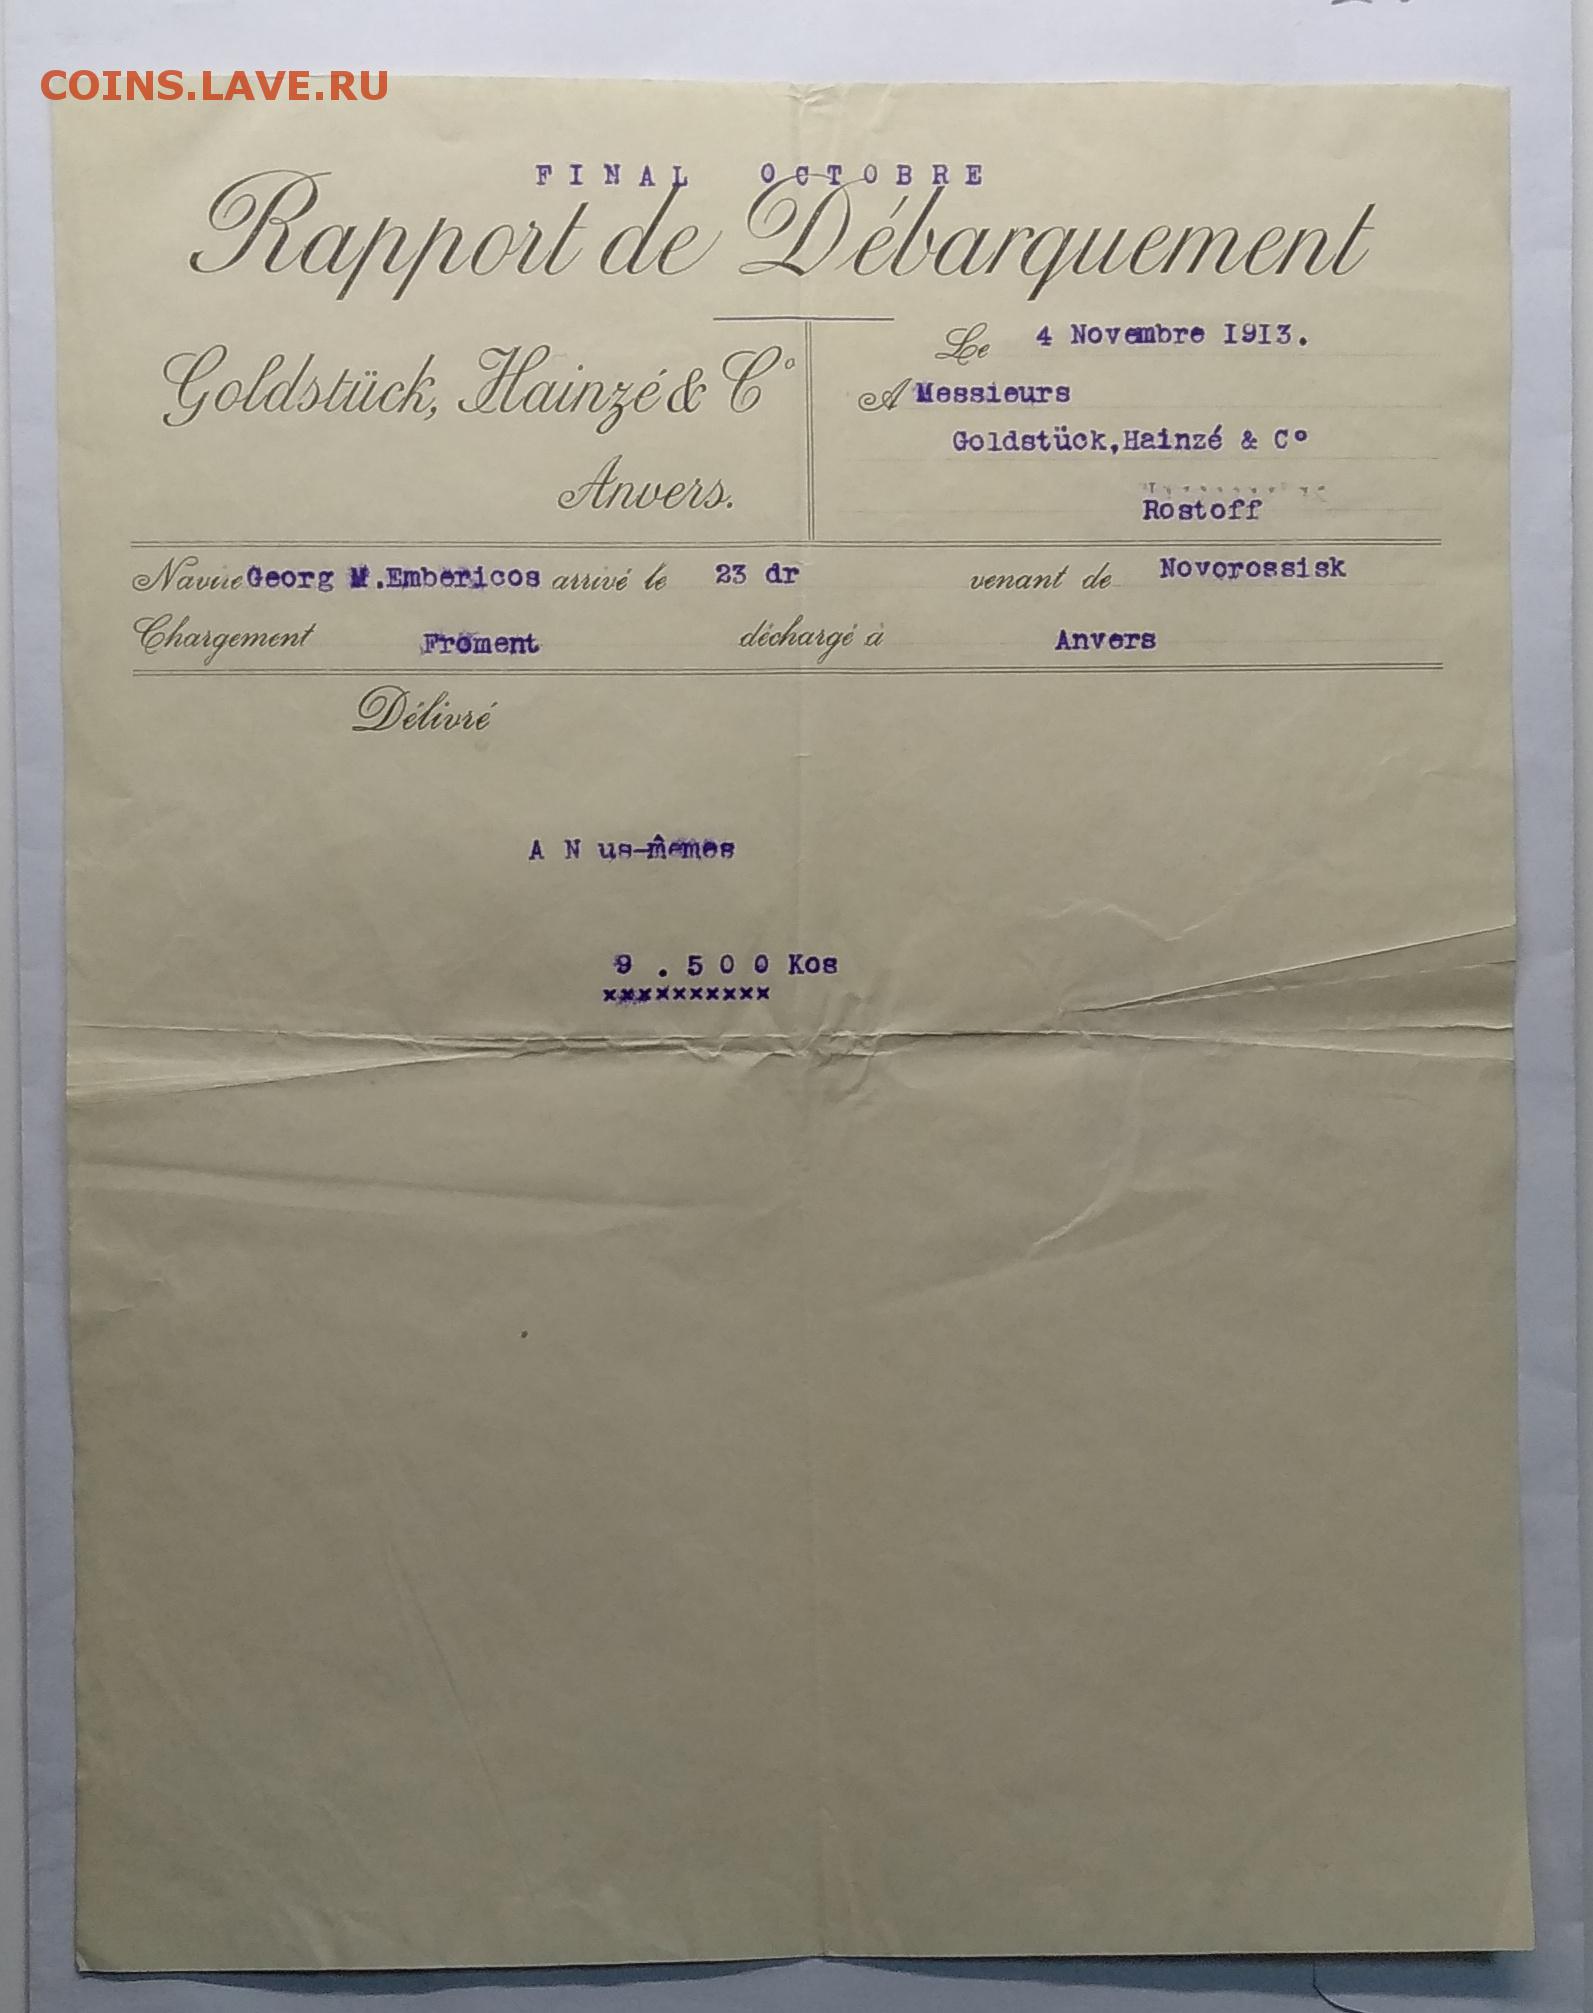 COINS.LAVE.RU
FINAL OCTOBRE
Rapport de Débarquement
Goldstück, Hainzé & Cº
Anvers.
Le 4 Novembre 1913.
A Messieurs
Goldstück,Hainzé & Cº
Rostoff
Navire Georg M.Embericos arrivé le 23 dr venant de Novorossisk
Chargement Froment déchargé à Anvers
Délivré
A N us-mêmes
9.500 Kos
xxxxxxxxxx